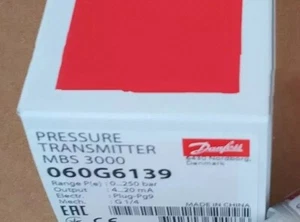 PRESSURE
TRANSMITTER
MBS 3000
060G6139
Range P(e) : 0...250 bar
Output : 4...20 mA
Electr. : Plug-Pg9
Mech. : G 1/4
Danfoss
6430 Nordborg,
Denmark
EAC CE
MADE IN